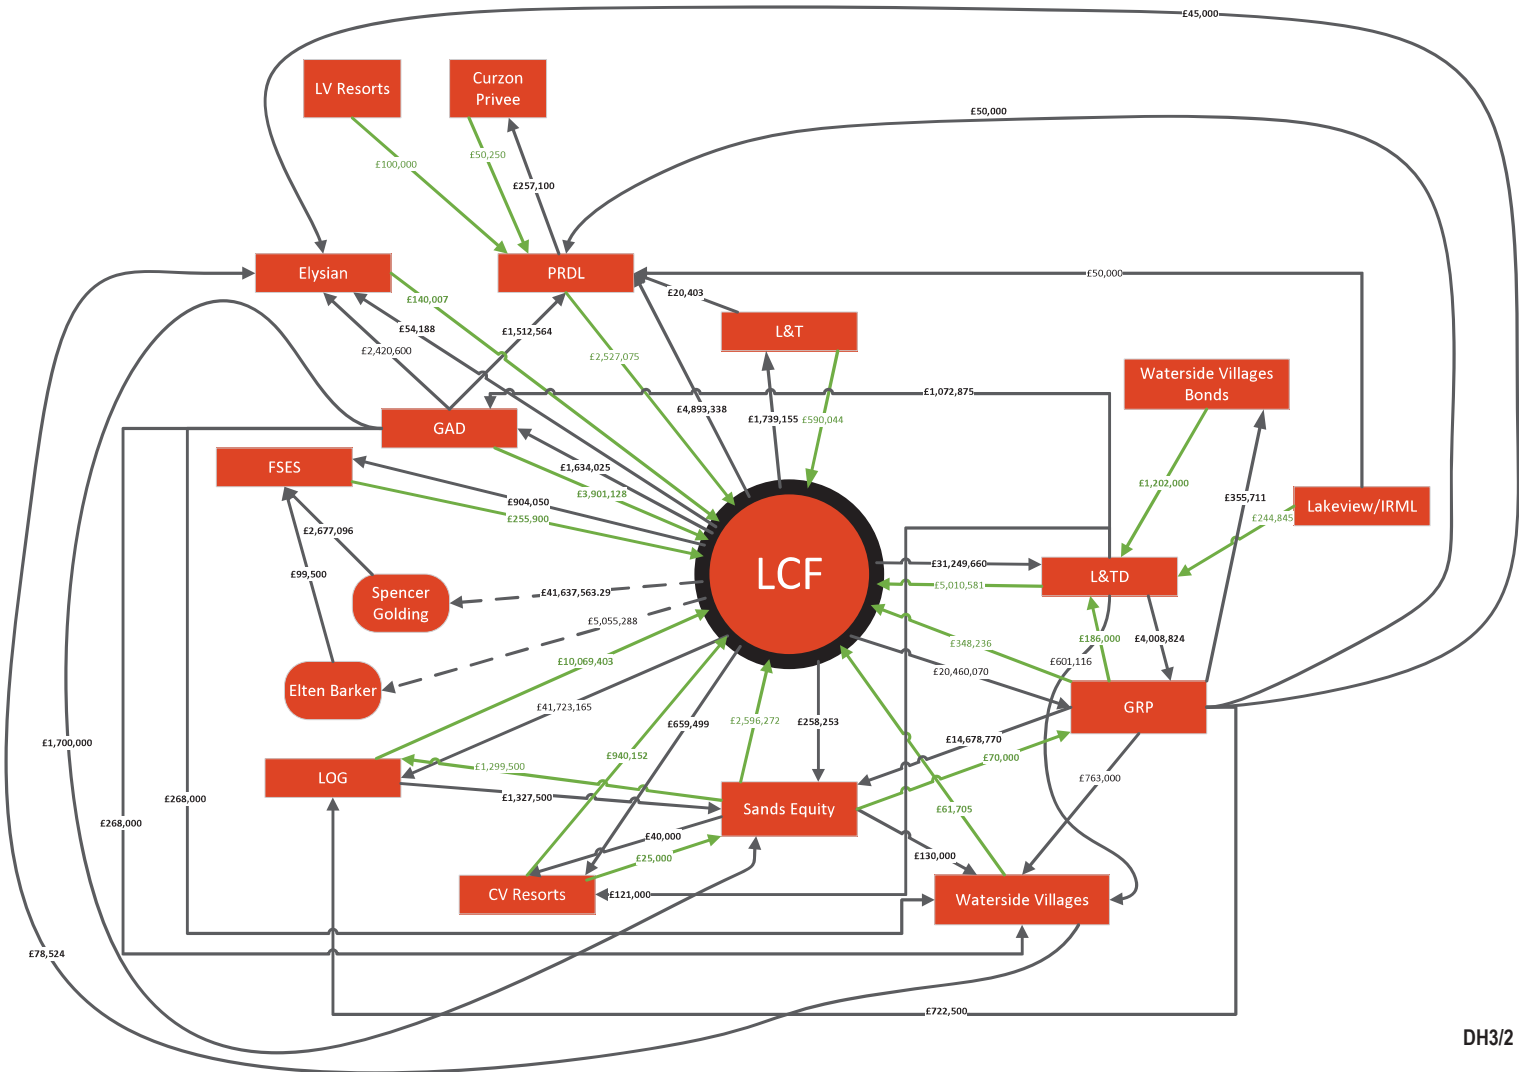 £45,000
LV Resorts
Curzon
Privee
£50,000
£50,250
£100,000
£257,100
Elysian
PRDL
£50,000
£20,403
£140,007
£54,188
£1,512,564
L&T
£2,420,600
£2,527,075
Waterside Villages
Bonds
£1,072,875
£4,893,338
£1,739,155
£590,044
GAD
FSES
£1,634,025
£3,901,128
£1,202,000
£904,050
£355,711
Lakeview/IRML
£255,900
£244,845
£2,677,096
LCF
£31,249,660
£99,500
L&TD
£5,010,581
Spencer
Golding
£41,637,563.29
£5,055,288
£186,000
£4,008,824
£348,236
£10,069,403
£601,116
£20,460,070
Elten Barker
£41,723,165
GRP
£659,499
£2,596,272
£258,253
£14,678,770
£1,700,000
£940,152
£70,000
£1,299,500
LOG
£763,000
£1,327,500
£268,000
Sands Equity
£61,705
£268,000
£40,000
£130,000
£25,000
CV Resorts
£121,000
Waterside Villages
£78,524
£722,500
DH3/2